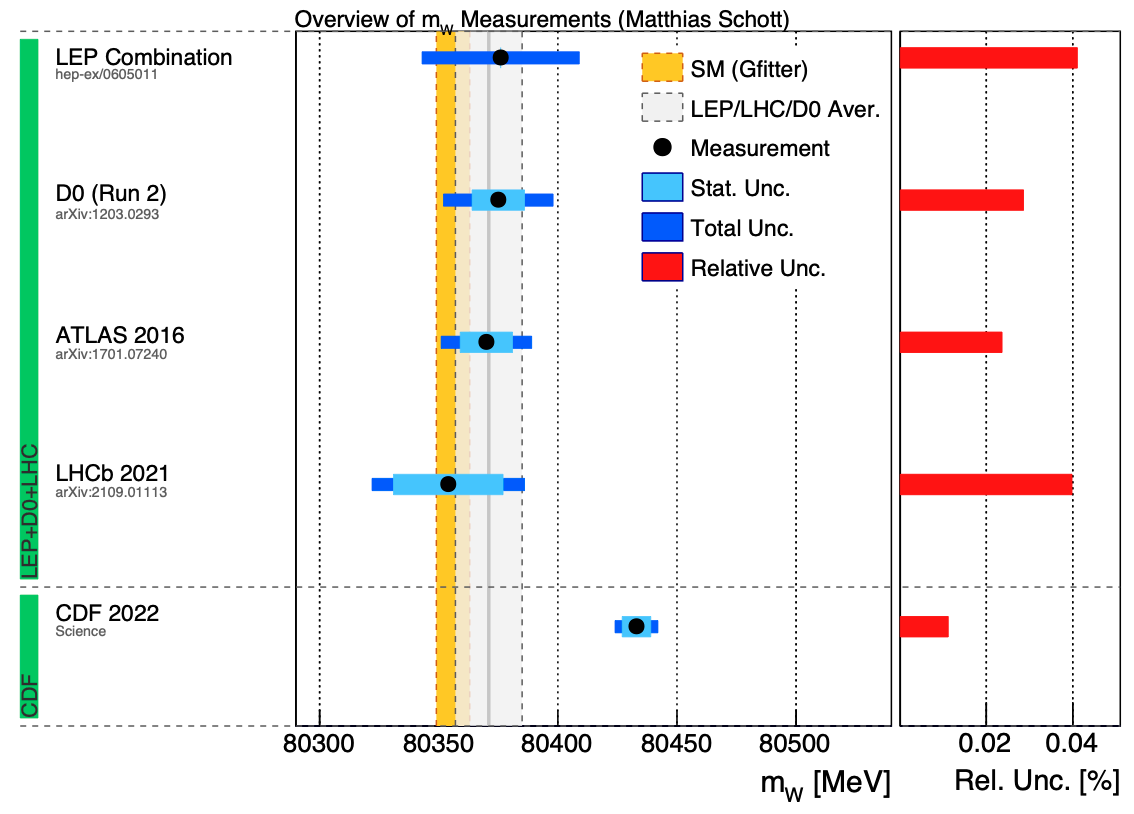 Overview of mW Measurements (Matthias Schott)
LEP Combination
hep-ex/0605011
D0 (Run 2)
arXiv:1203.0293
ATLAS 2016
arXiv:1701.07240
LHCb 2021
arXiv:2109.01113
CDF 2022
Science
LEP+D0+LHC
CDF
SM (Gfitter)
LEP/LHC/D0 Aver.
Measurement
Stat. Unc.
Total Unc.
Relative Unc.
80300 80350 80400 80450 80500
mW [MeV]
0.02 0.04
Rel. Unc. [%]